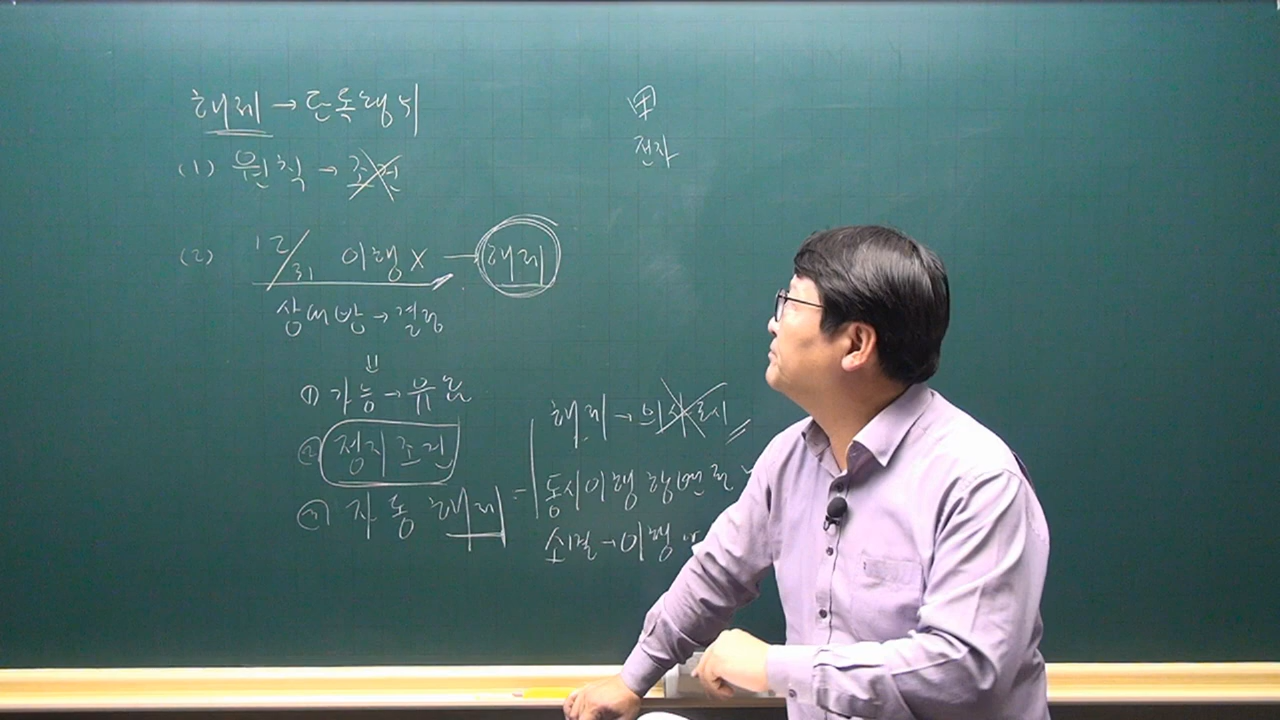 해제 → 단독행위
(1) 원칙 → 조건
(2) 12/31 이행 X → 해제
상대방 → 결정
① 가능 → 유효
② 정지조건
③ 자동 해제 =
해제 → 의사표시
동시이행 항변권
소멸 → 이행
甲
전자